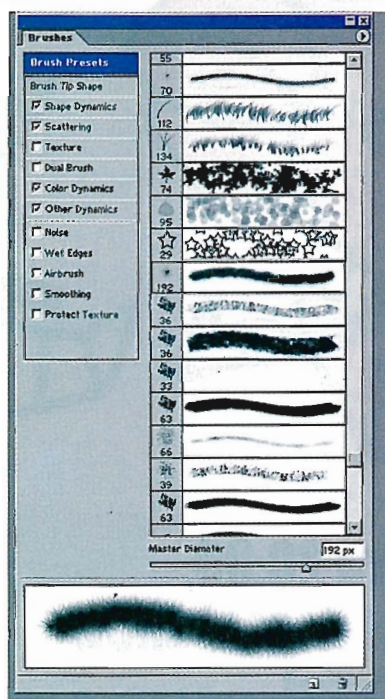 Brushes
Brush Presets
Brush Tip Shape
Shape Dynamics
Scattering
Texture
Dual Brush
Color Dynamics
Other Dynamics
Noise
Wet Edges
Airbrush
Smoothing
Protect Texture
55
70
112
134
74
95
29
192
36
36
33
63
66
39
63
Master Diameter
192 px